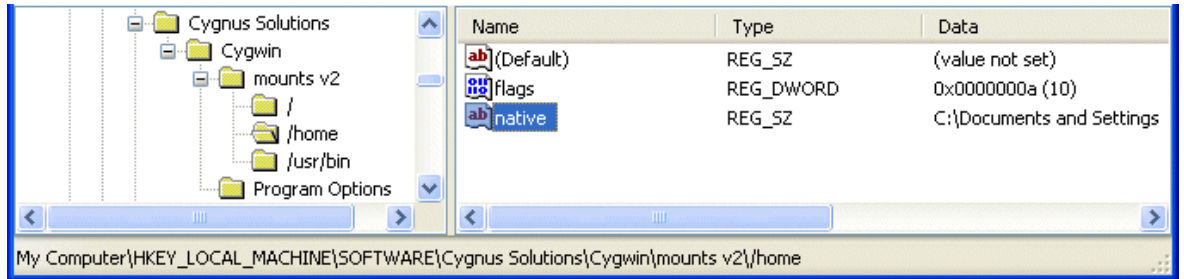 Cygnus Solutions
Cygwin
mounts v2
/
/home
/usr/bin
Program Options
Name Type Data
(Default) REG_SZ (value not set)
flags REG_DWORD 0x0000000a (10)
native REG_SZ C:\Documents and Settings
My Computer\HKEY_LOCAL_MACHINE\SOFTWARE\Cygnus Solutions\Cygwin\mounts v2\/home